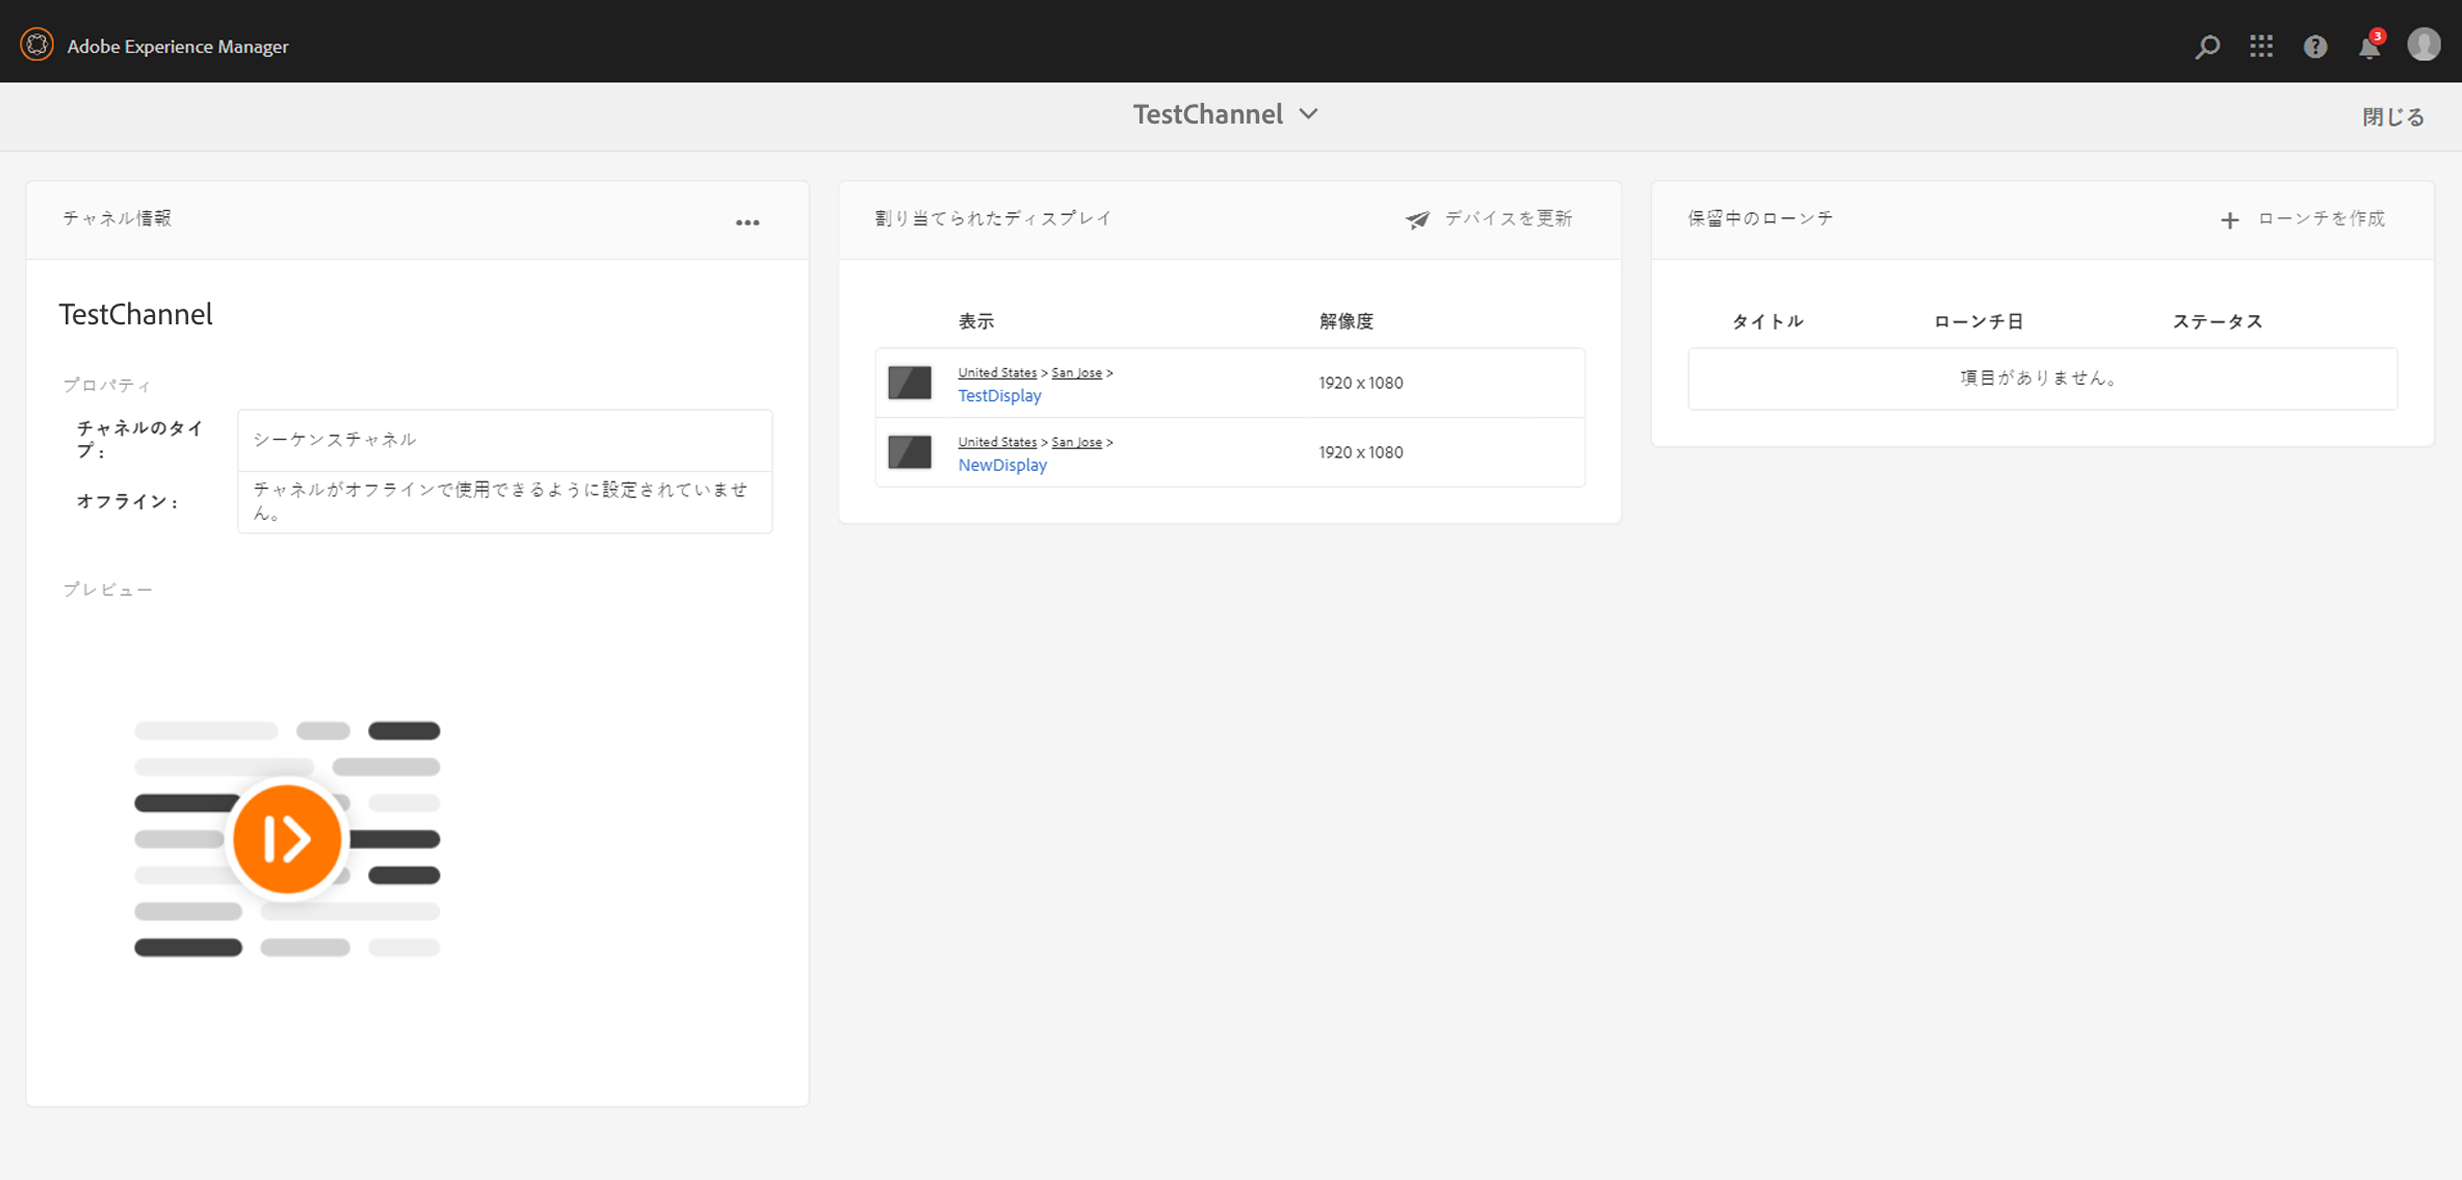 Adobe Experience Manager
3
TestChannel
閉じる
チャネル情報
TestChannel
プロパティ
チャネルのタイ
プ :
シーケンスチャネル
オフライン :
チャネルがオフラインで使用できるように設定されていませ
ん。
プレビュー
割り当てられたディスプレイ
デバイスを更新
表示
解像度
United States > San Jose >
TestDisplay
1920 x 1080
United States > San Jose >
NewDisplay
1920 x 1080
保留中のローンチ
ローンチを作成
タイトル
ローンチ日
ステータス
項目がありません。